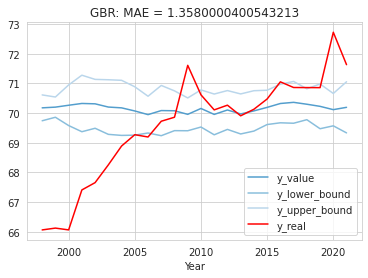 GBR: MAE = 1.3580000400543213
73
72
71
70
69
68
67
66
y_value
y_lower_bound
y_upper_bound
y_real
2000 2005 2010 2015 2020
Year